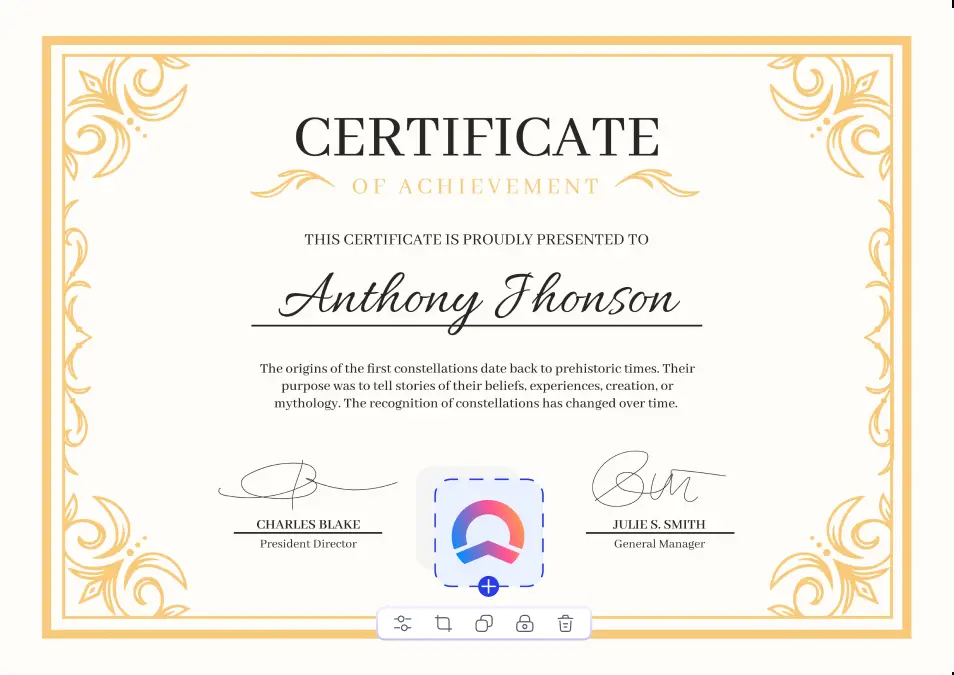 CERTIFICATE
OF ACHIEVEMENT
THIS CERTIFICATE IS PROUDLY PRESENTED TO
Anthony Jhonson
The origins of the first constellations date back to prehistoric times. Their
purpose was to tell stories of their beliefs, experiences, creation, or
mythology. The recognition of constellations has changed over time.
CHARLES BLAKE
President Director
JULIE S. SMITH
General Manager